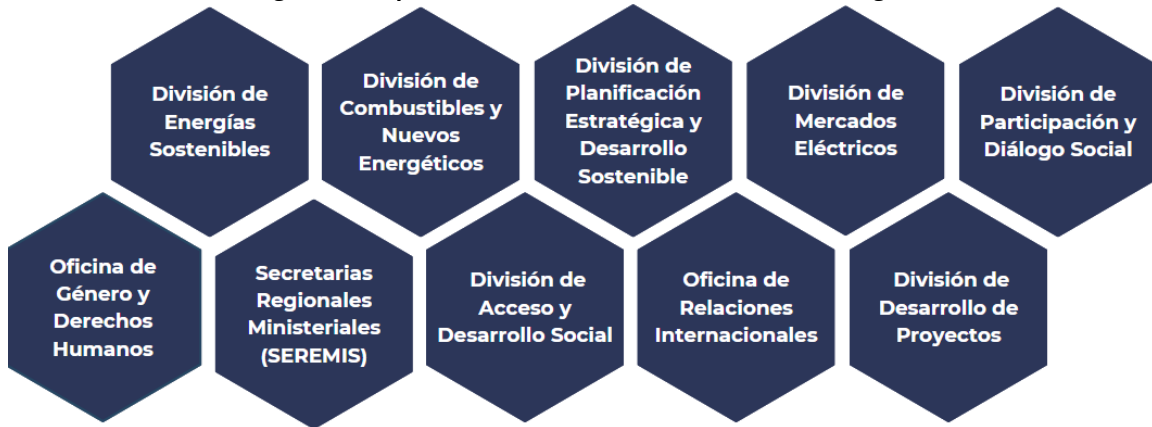 División de
Energías
Sostenibles
División de
Combustibles y
Nuevos
Energéticos
División de
Planificación
Estratégica y
Desarrollo
Sostenible
División de
Mercados
Eléctricos
División de
Participación y
Diálogo Social
Oficina de
Género y
Derechos
Humanos
Secretarias
Regionales
Ministeriales
(SEREMIS)
División de
Acceso y
Desarrollo Social
Oficina de
Relaciones
Internacionales
División de
Desarrollo de
Proyectos